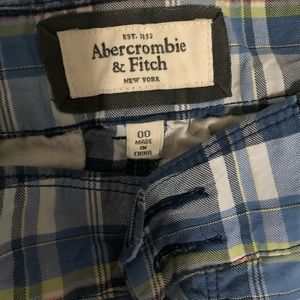 EST. 1892
Abercrombie
& Fitch
NEW YORK
00
MADE
IN
CHINA